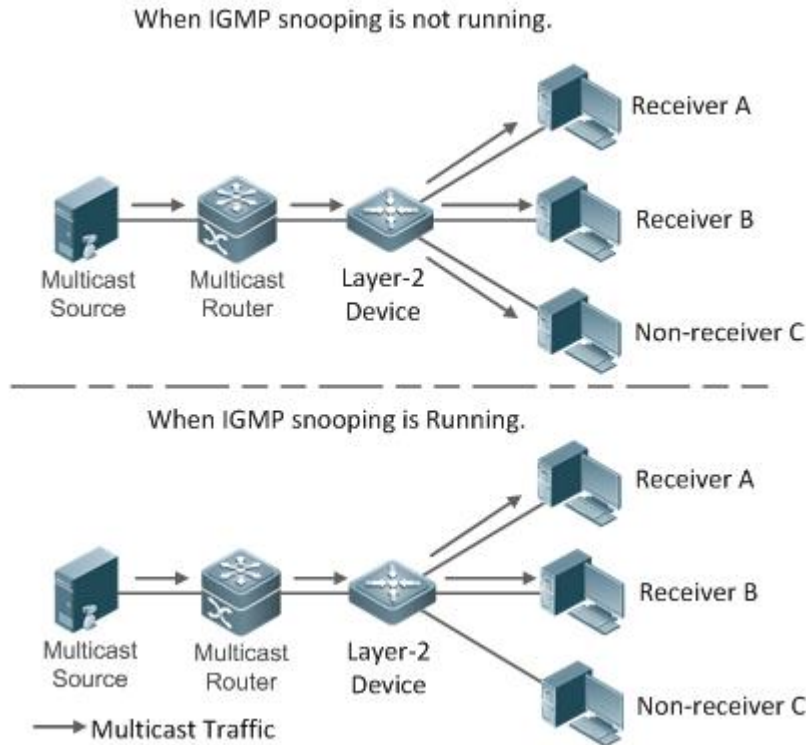 When IGMP snooping is not running.
Receiver A
Receiver B
Multicast
Source
Multicast
Router
Layer-2
Device
Non-receiver C
When IGMP snooping is Running.
Receiver A
Receiver B
Multicast
Source
Multicast
Router
Layer-2
Device
Non-receiver C
Multicast Traffic